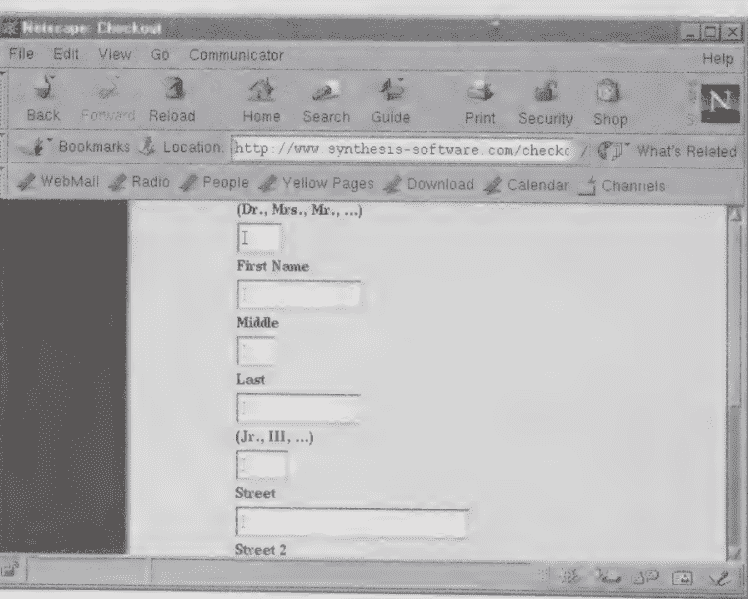 Netscape: Checkout
File Edit View Go Communicator Help
Back Forward Reload Home Search Guide Print Security Shop S N
Bookmarks Location: http://www.synthesis-software.com/checkc What's Related
WebMail Radio People Yellow Pages Download Calendar Channels
(Dr., Mrs., Mr., ...)
First Name
Middle
Last
(Jr., III, ...)
Street
Street 2